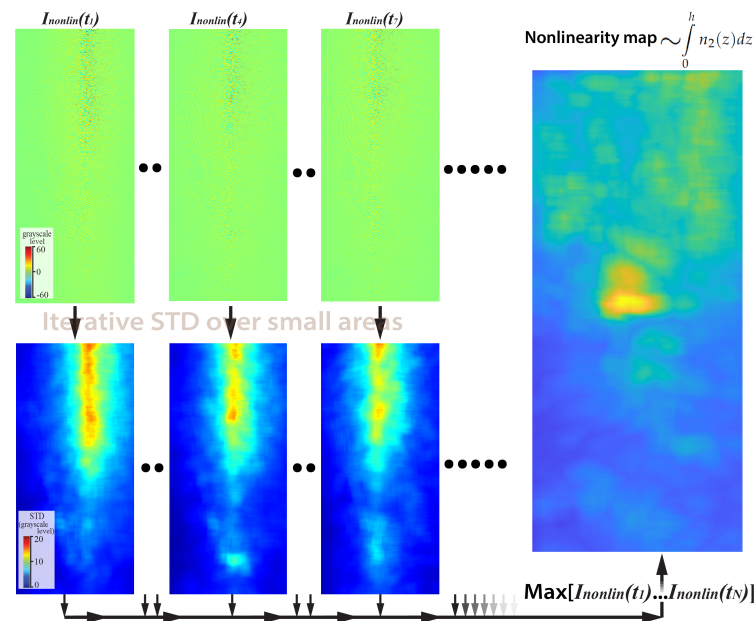 Inonlin(t1)
Inonlin(t4)
Inonlin(t7)
Nonlinearity map ~∫0h n2(z)dz
grayscale
level
60
0
-60
Iterative STD over small areas
STD
(grayscale
level)
20
10
0
Max[Inonlin(t1)...Inonlin(tN)]